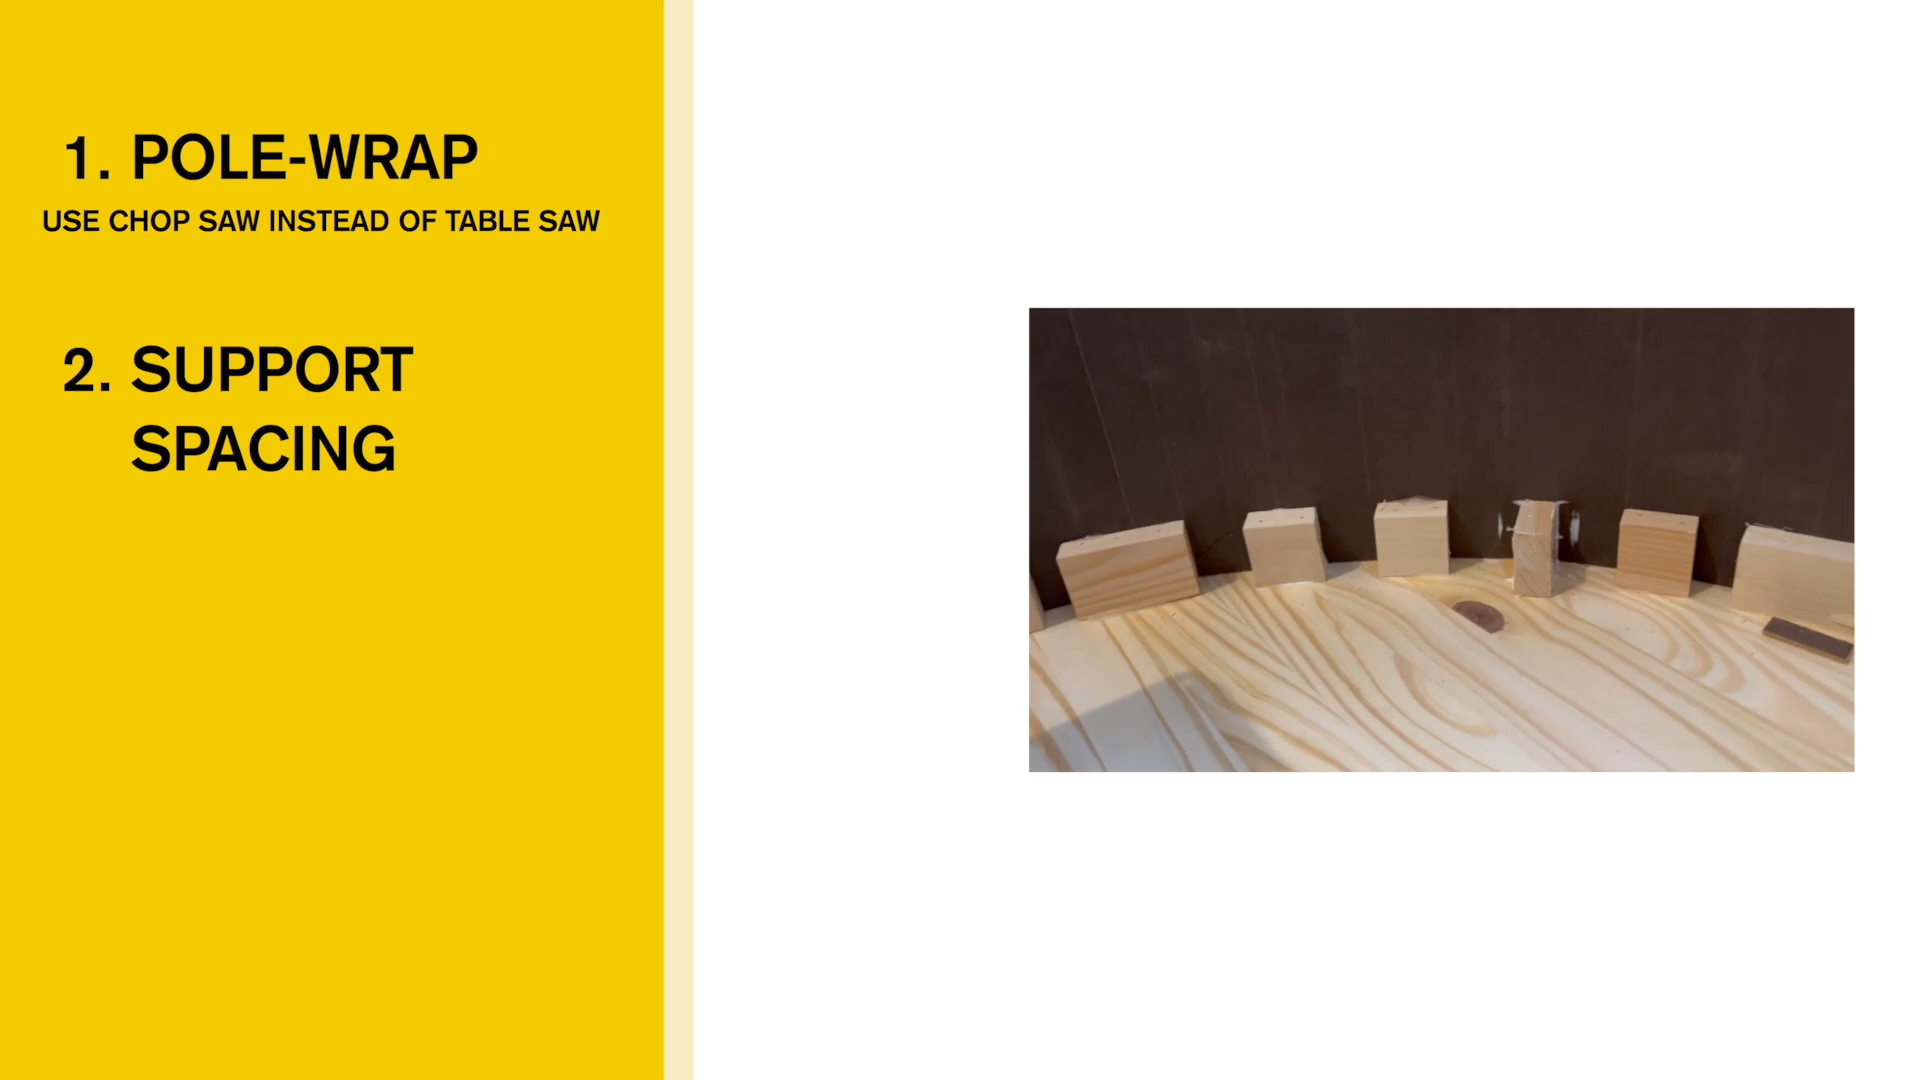 1. POLE-WRAP
USE CHOP SAW INSTEAD OF TABLE SAW
2. SUPPORT
SPACING